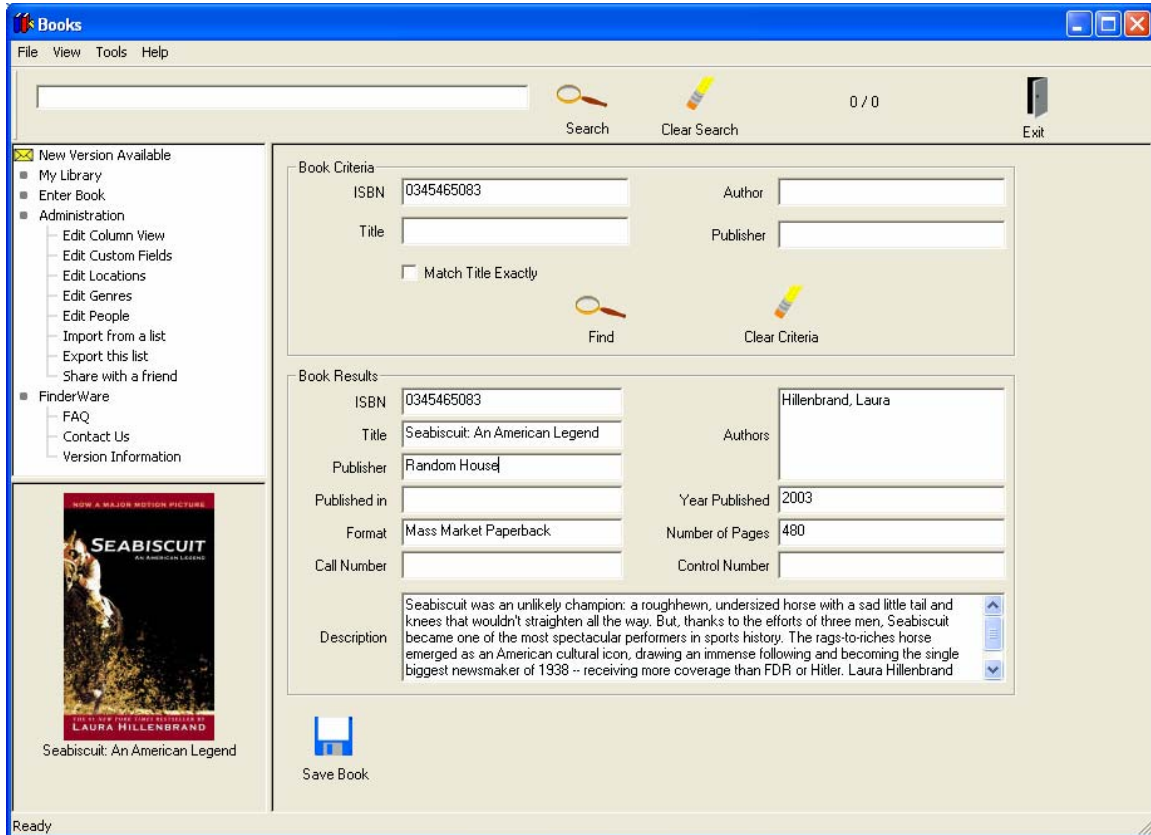 Books
File View Tools Help
Search
Clear Search
0 / 0
Exit
New Version Available
My Library
Enter Book
Administration
Edit Column View
Edit Custom Fields
Edit Locations
Edit Genres
Edit People
Import from a list
Export this list
Share with a friend
FinderWare
FAQ
Contact Us
Version Information
NOW A MAJOR MOTION PICTURE
SEABISCUIT
AN AMERICAN LEGEND
THE #1 NEW YORK TIMES BESTSELLER BY
LAURA HILLENBRAND
Seabiscuit: An American Legend
Book Criteria
ISBN 0345465083 Author
Title Publisher
Match Title Exactly
Find Clear Criteria
Book Results
ISBN 0345465083 Hillenbrand, Laura
Title Seabiscuit: An American Legend Authors
Publisher Random House
Published in Year Published 2003
Format Mass Market Paperback Number of Pages 480
Call Number Control Number
Description
Seabiscuit was an unlikely champion: a roughhewn, undersized horse with a sad little tail and
knees that wouldn't straighten all the way. But, thanks to the efforts of three men, Seabiscuit
became one of the most spectacular performers in sports history. The rags-to-riches horse
emerged as an American cultural icon, drawing an immense following and becoming the single
biggest newsmaker of 1938 -- receiving more coverage than FDR or Hitler. Laura Hillenbrand
Save Book
Ready